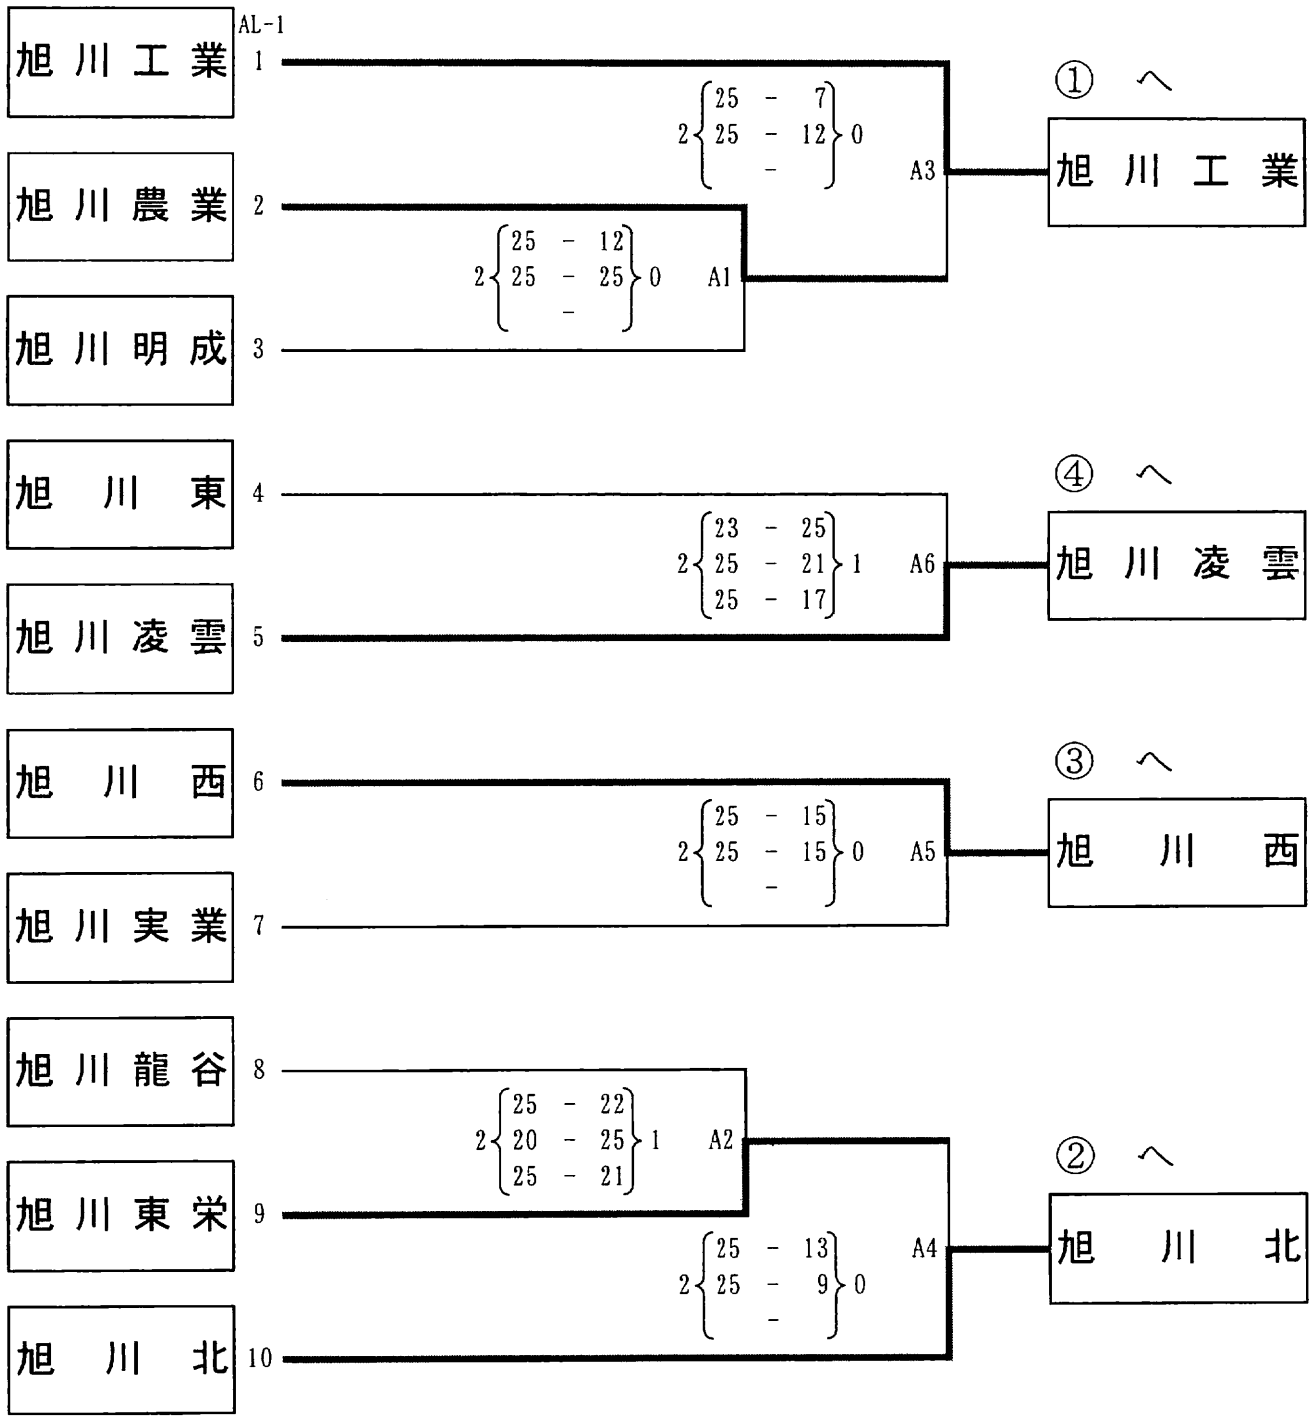 AL-1
旭川工業 1
① へ
2 25 - 7 0
25 - 12
-
A3
旭川工業
旭川農業 2
2 25 - 12 0
25 - 25
-
A1
旭川明成 3
旭川東 4
④ へ
2 23 - 25 1
25 - 21
25 - 17
A6
旭川凌雲
旭川凌雲 5
旭川西 6
③ へ
2 25 - 15 0
25 - 15
-
A5
旭川西
旭川実業 7
旭川龍谷 8
2 25 - 22 1
20 - 25
25 - 21
A2
② へ
旭川東栄 9
2 25 - 13 0
25 - 9
-
A4
旭川北
旭川北 10